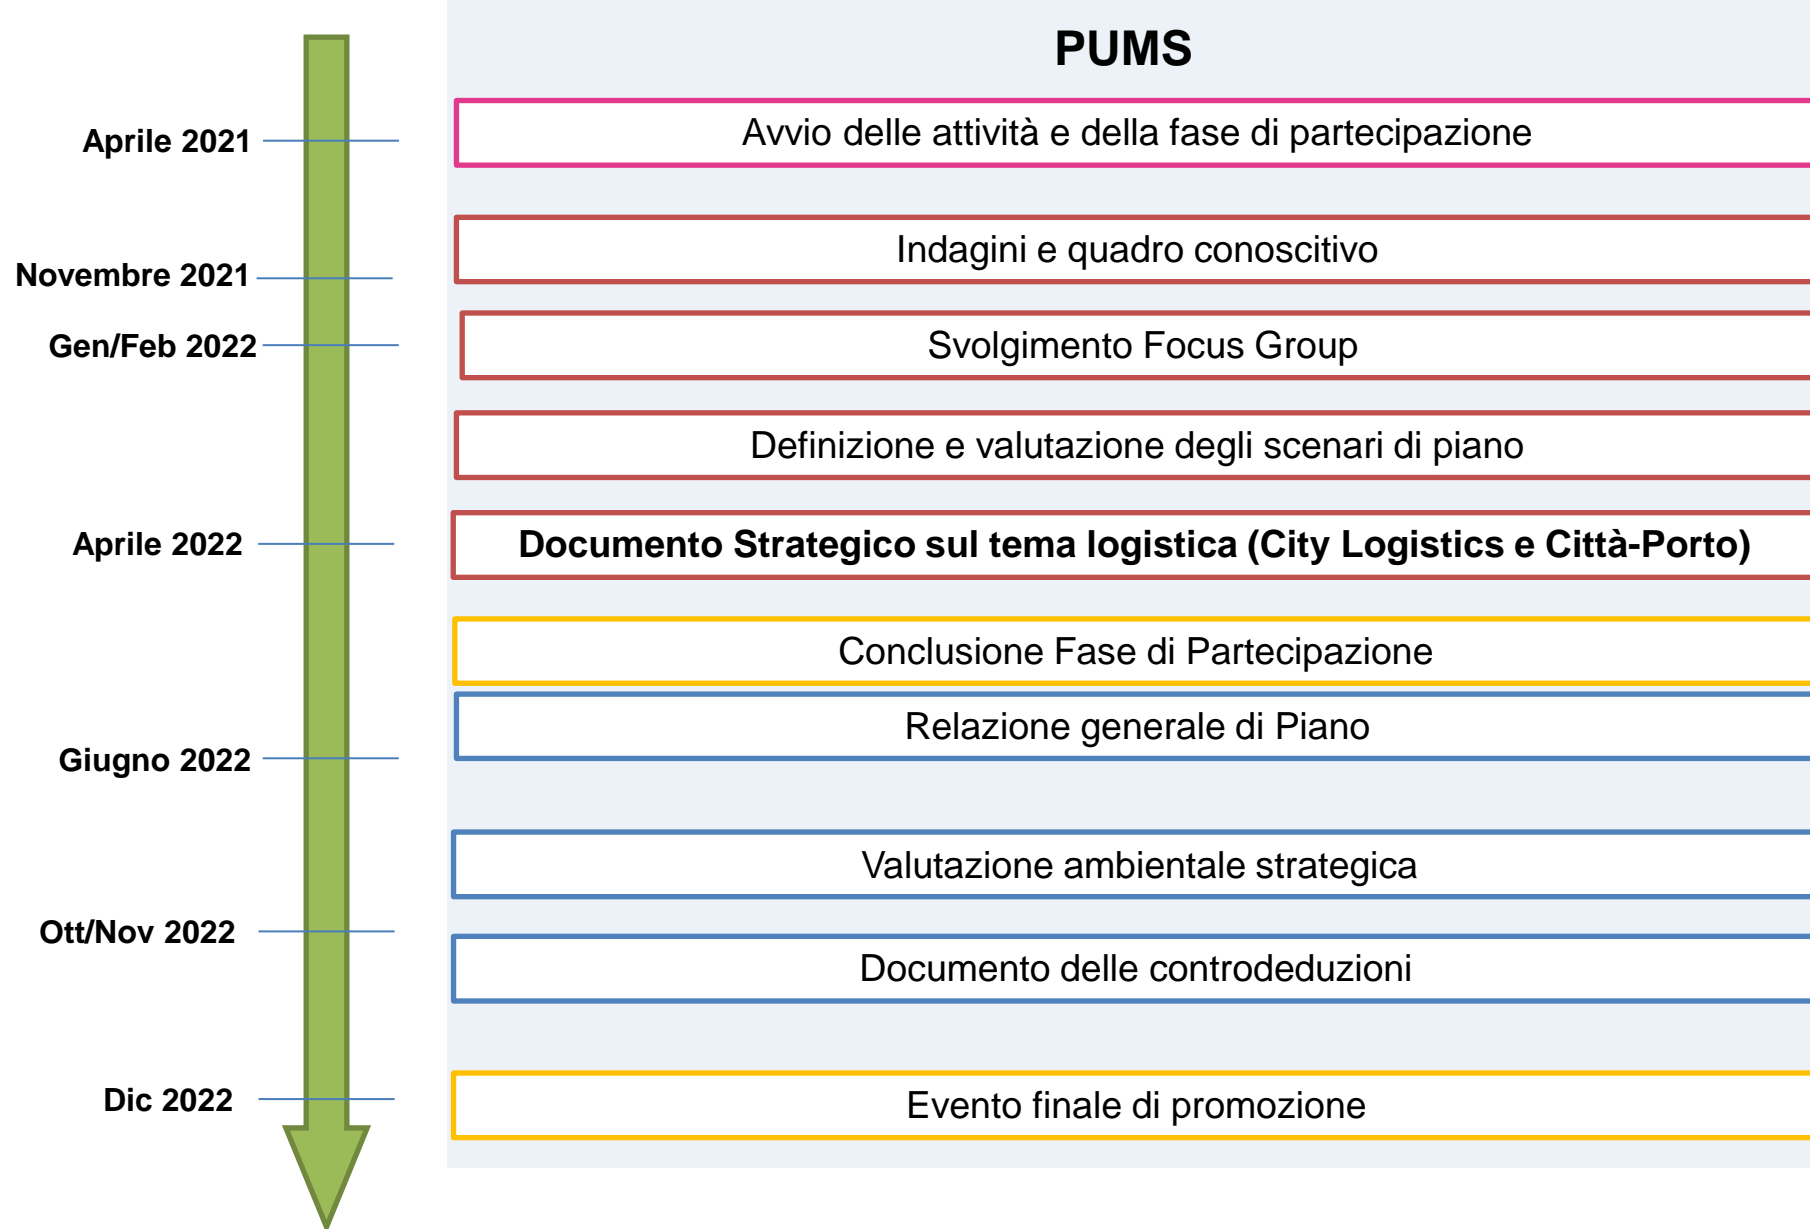 PUMS
Aprile 2021
Avvio delle attività e della fase di partecipazione
Novembre 2021
Indagini e quadro conoscitivo
Gen/Feb 2022
Svolgimento Focus Group
Definizione e valutazione degli scenari di piano
Aprile 2022
Documento Strategico sul tema logistica (City Logistics e Città-Porto)
Conclusione Fase di Partecipazione
Relazione generale di Piano
Giugno 2022
Valutazione ambientale strategica
Ott/Nov 2022
Documento delle controdeduzioni
Dic 2022
Evento finale di promozione